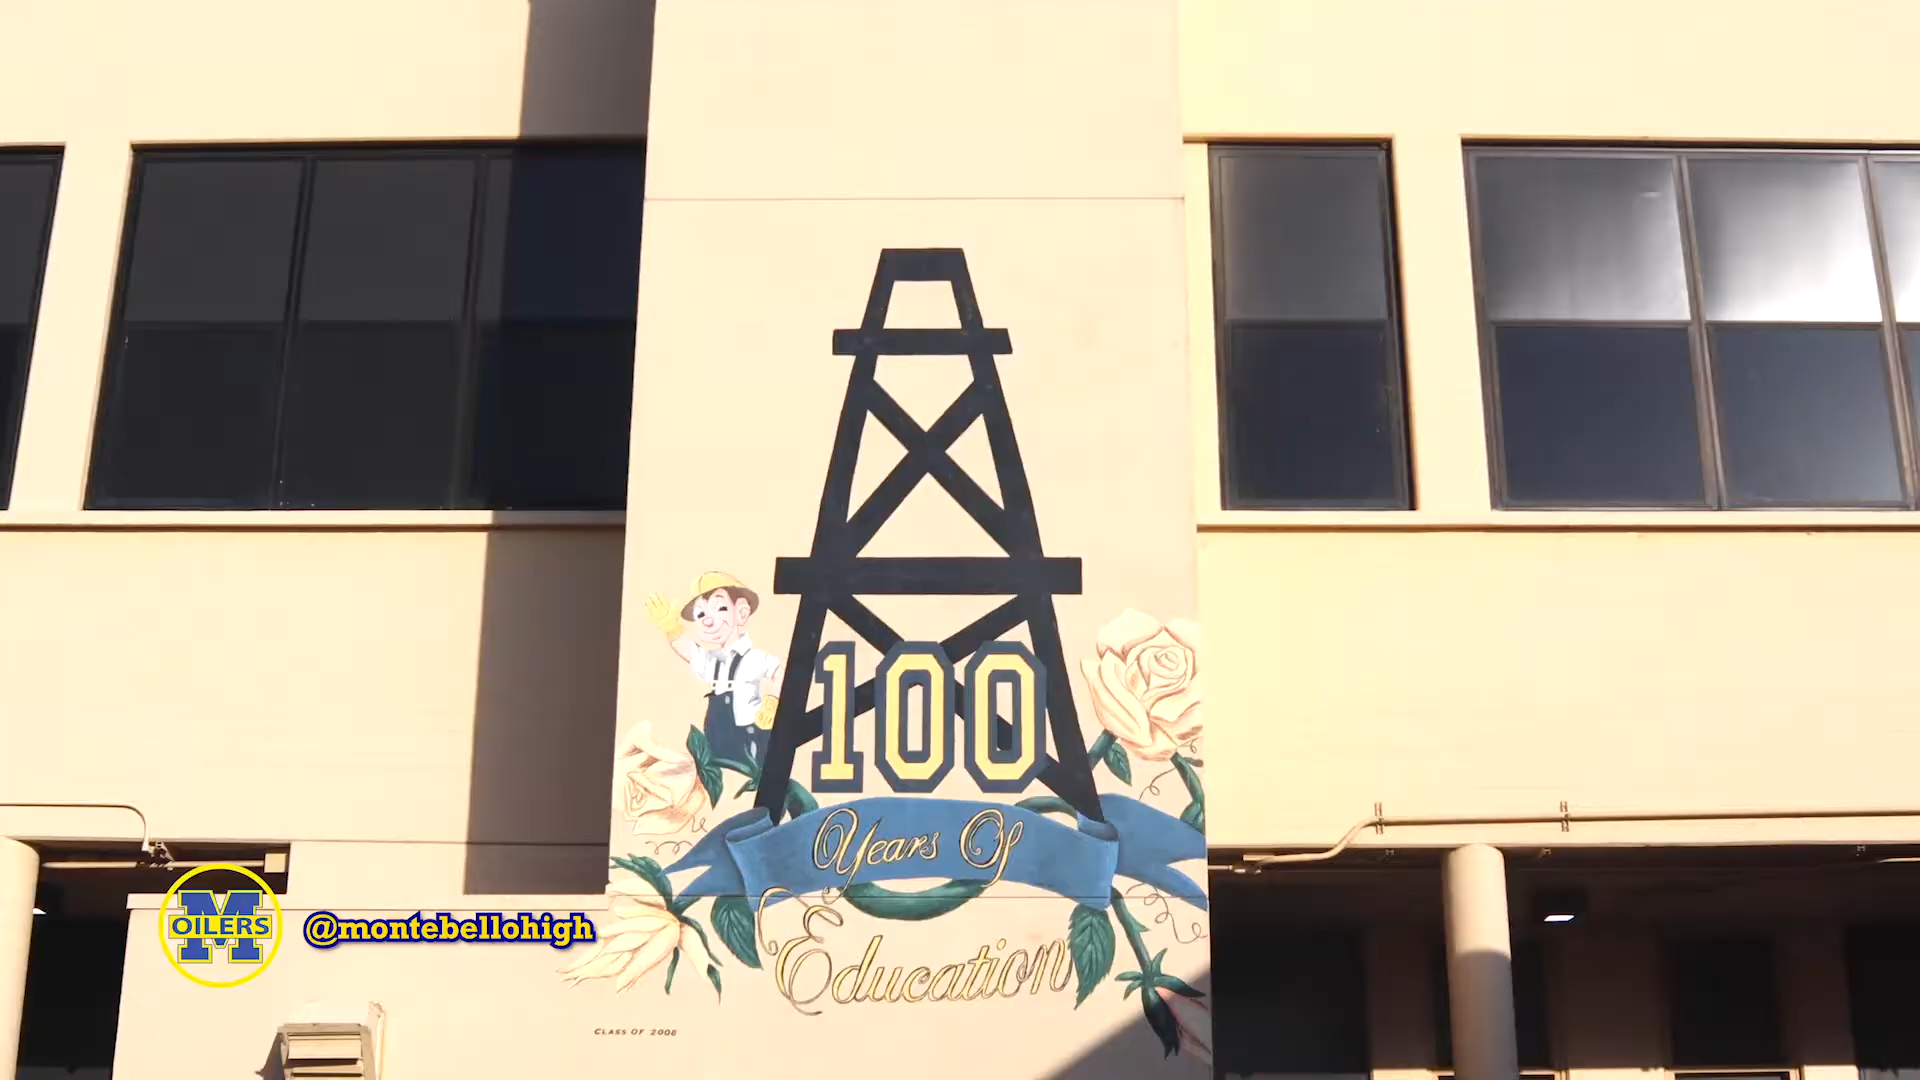 100
Years Of
Education
M
OILERS
@montebellohigh
CLASS OF 2008